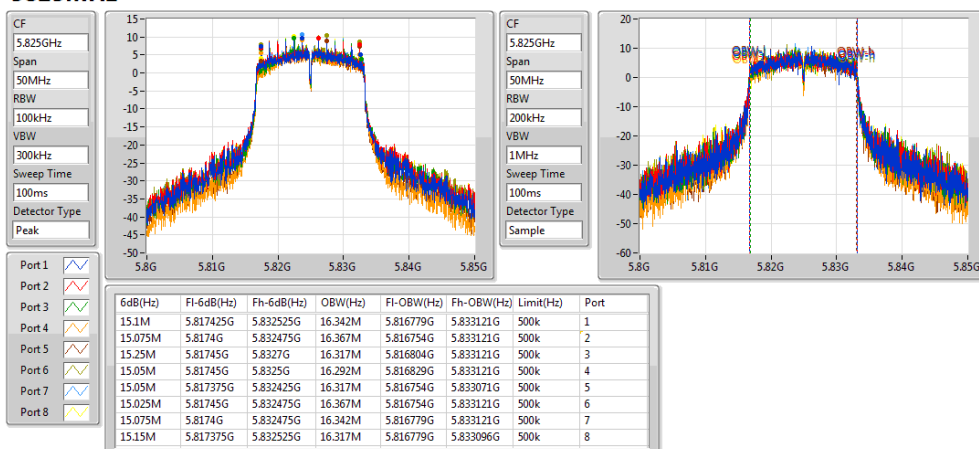 CF
5.825GHz
Span
50MHz
RBW
100kHz
VBW
300kHz
Sweep Time
100ms
Detector Type
Peak
15
10
5
0
-5
-10
-15
-20
-25
-30
-35
-40
-45
-50
5.8G 5.81G 5.82G 5.83G 5.84G 5.85G
CF
5.825GHz
Span
50MHz
RBW
200kHz
VBW
1MHz
Sweep Time
100ms
Detector Type
Sample
20
10
0
-10
-20
-30
-40
-50
-60
OBW-l OBW-h
5.8G 5.81G 5.82G 5.83G 5.84G 5.85G
Port 1
Port 2
Port 3
Port 4
Port 5
Port 6
Port 7
Port 8
6dB(Hz) Fl-6dB(Hz) Fh-6dB(Hz) OBW(Hz) Fl-OBW(Hz) Fh-OBW(Hz) Limit(Hz) Port
15.1M 5.817425G 5.832525G 16.342M 5.816779G 5.833121G 500k 1
15.075M 5.8174G 5.832475G 16.367M 5.816754G 5.833121G 500k 2
15.25M 5.81745G 5.8327G 16.317M 5.816804G 5.833121G 500k 3
15.05M 5.81745G 5.8325G 16.292M 5.816829G 5.833121G 500k 4
15.05M 5.817375G 5.832425G 16.317M 5.816754G 5.833071G 500k 5
15.025M 5.81745G 5.832475G 16.367M 5.816754G 5.833121G 500k 6
15.075M 5.8174G 5.832475G 16.342M 5.816779G 5.833121G 500k 7
15.15M 5.817375G 5.832525G 16.317M 5.816779G 5.833096G 500k 8